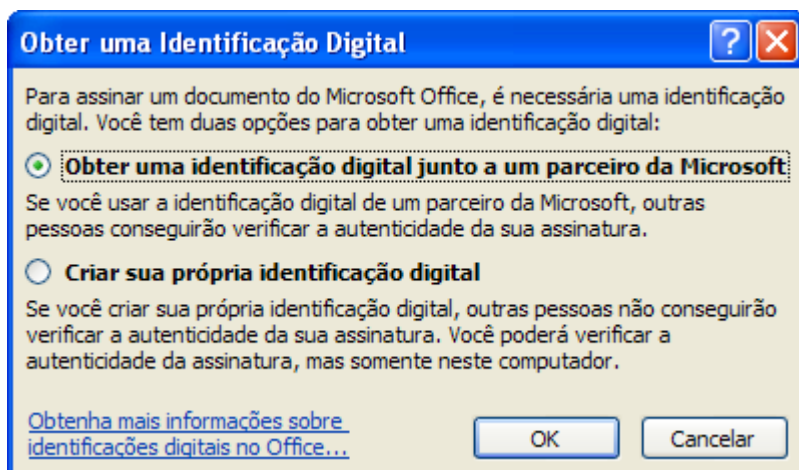 Obter uma Identificação Digital
Para assinar um documento do Microsoft Office, é necessária uma identificação
digital. Você tem duas opções para obter uma identificação digital:
Obter uma identificação digital junto a um parceiro da Microsoft
Se você usar a identificação digital de um parceiro da Microsoft, outras
pessoas conseguirão verificar a autenticidade da sua assinatura.
Criar sua própria identificação digital
Se você criar sua própria identificação digital, outras pessoas não conseguirão
verificar a autenticidade da sua assinatura. Você poderá verificar a
autenticidade da assinatura, mas somente neste computador.
Obtenha mais informações sobre
identificações digitais no Office...
OK
Cancelar